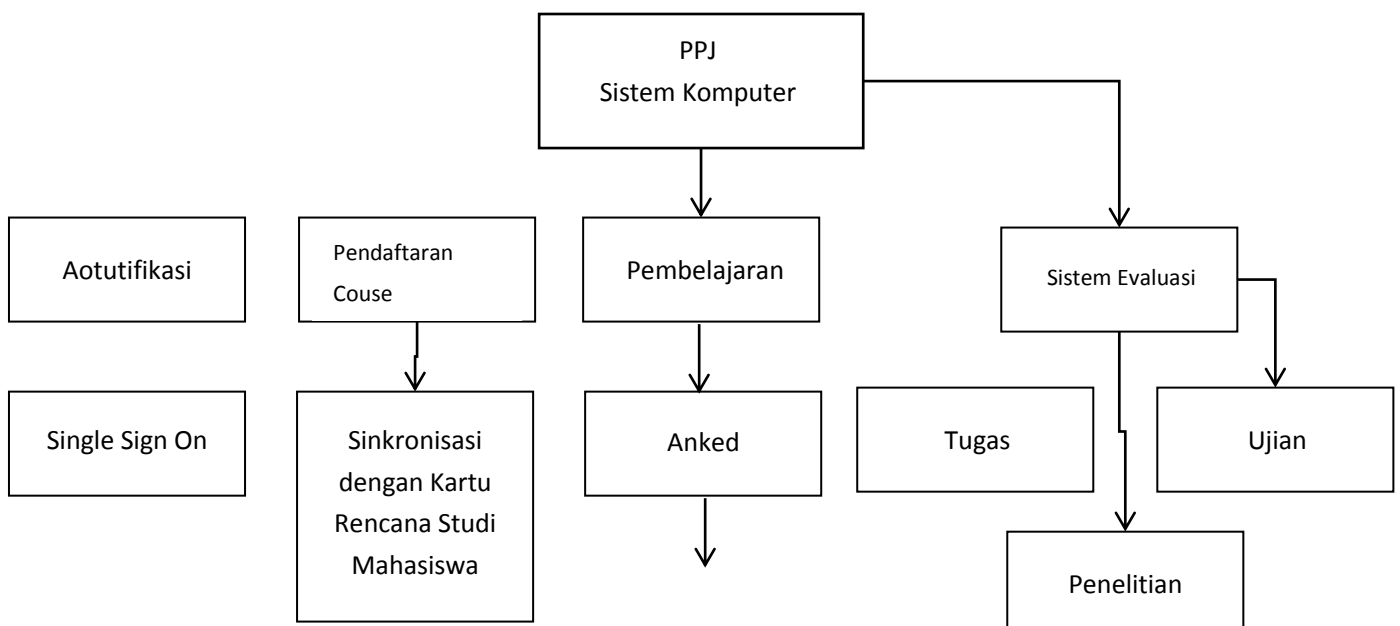 PPJ
Sistem Komputer
Aotutifikasi
Pendaftaran
Couse
Pembelajaran
Sistem Evaluasi
Single Sign On
Sinkronisasi
dengan Kartu
Rencana Studi
Mahasiswa
Anked
Tugas
Ujian
Penelitian